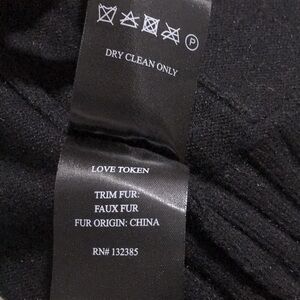 P
DRY CLEAN ONLY
LOVE TOKEN
TRIM FUR:
FAUX FUR
FUR ORIGIN: CHINA
RN# 132385